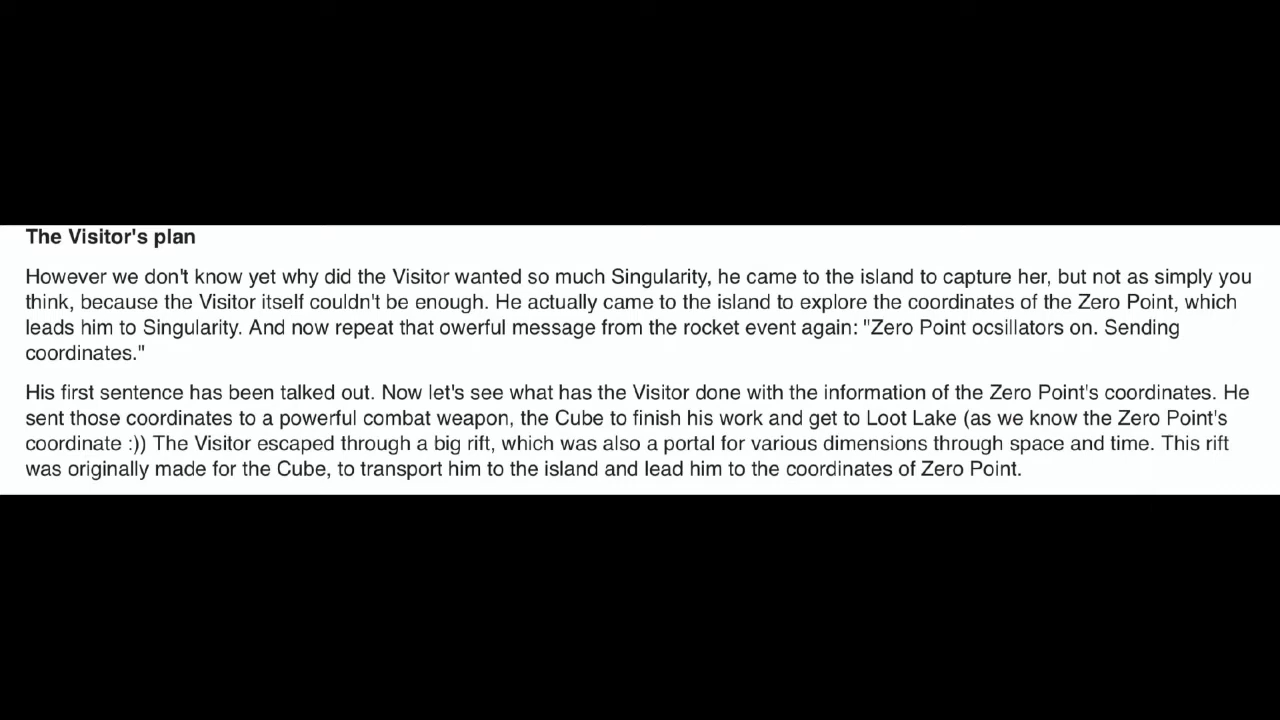 The Visitor's plan
However we don't know yet why did the Visitor wanted so much Singularity, he came to the island to capture her, but not as simply you
think, because the Visitor itself couldn't be enough. He actually came to the island to explore the coordinates of the Zero Point, which
leads him to Singularity. And now repeat that owerful message from the rocket event again: "Zero Point ocsillators on. Sending
coordinates."
His first sentence has been talked out. Now let's see what has the Visitor done with the information of the Zero Point's coordinates. He
sent those coordinates to a powerful combat weapon, the Cube to finish his work and get to Loot Lake (as we know the Zero Point's
coordinate :)) The Visitor escaped through a big rift, which was also a portal for various dimensions through space and time. This rift
was originally made for the Cube, to transport him to the island and lead him to the coordinates of Zero Point.